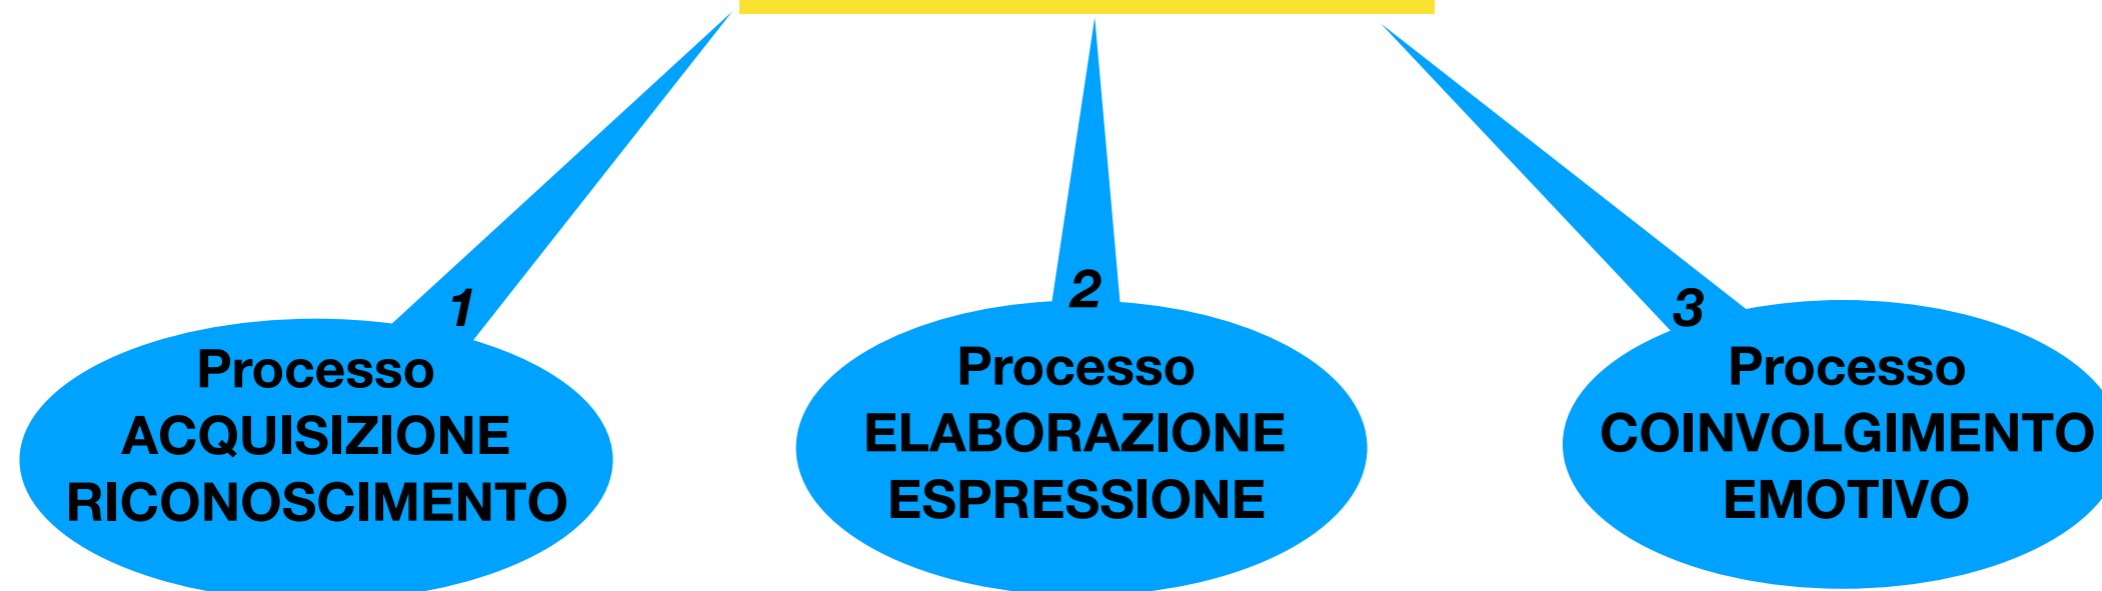 1
Processo
ACQUISIZIONE
RICONOSCIMENTO
2
Processo
ELABORAZIONE
ESPRESSIONE
3
Processo
COINVOLGIMENTO
EMOTIVO